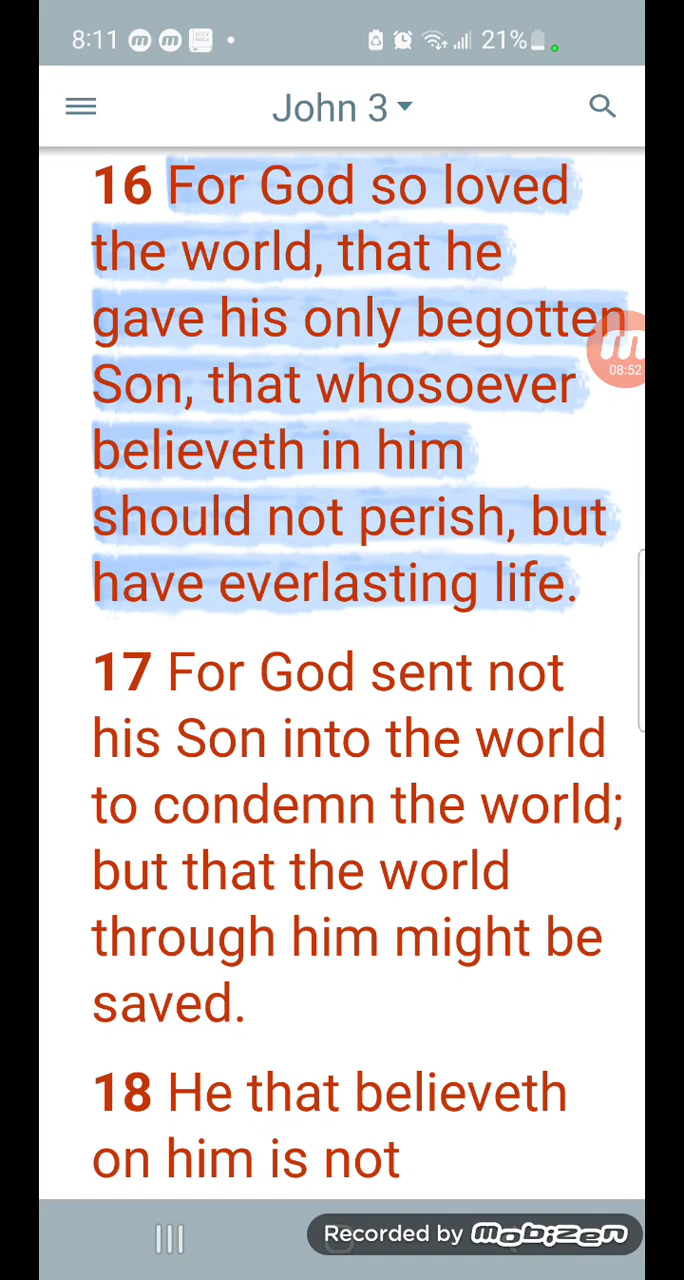 8:11
21%
John 3
16 For God so loved
the world, that he
gave his only begotten
Son, that whosoever
believeth in him
should not perish, but
have everlasting life.
08:52
17 For God sent not
his Son into the world
to condemn the world;
but that the world
through him might be
saved.
18 He that believeth
on him is not
Recorded by mobizen